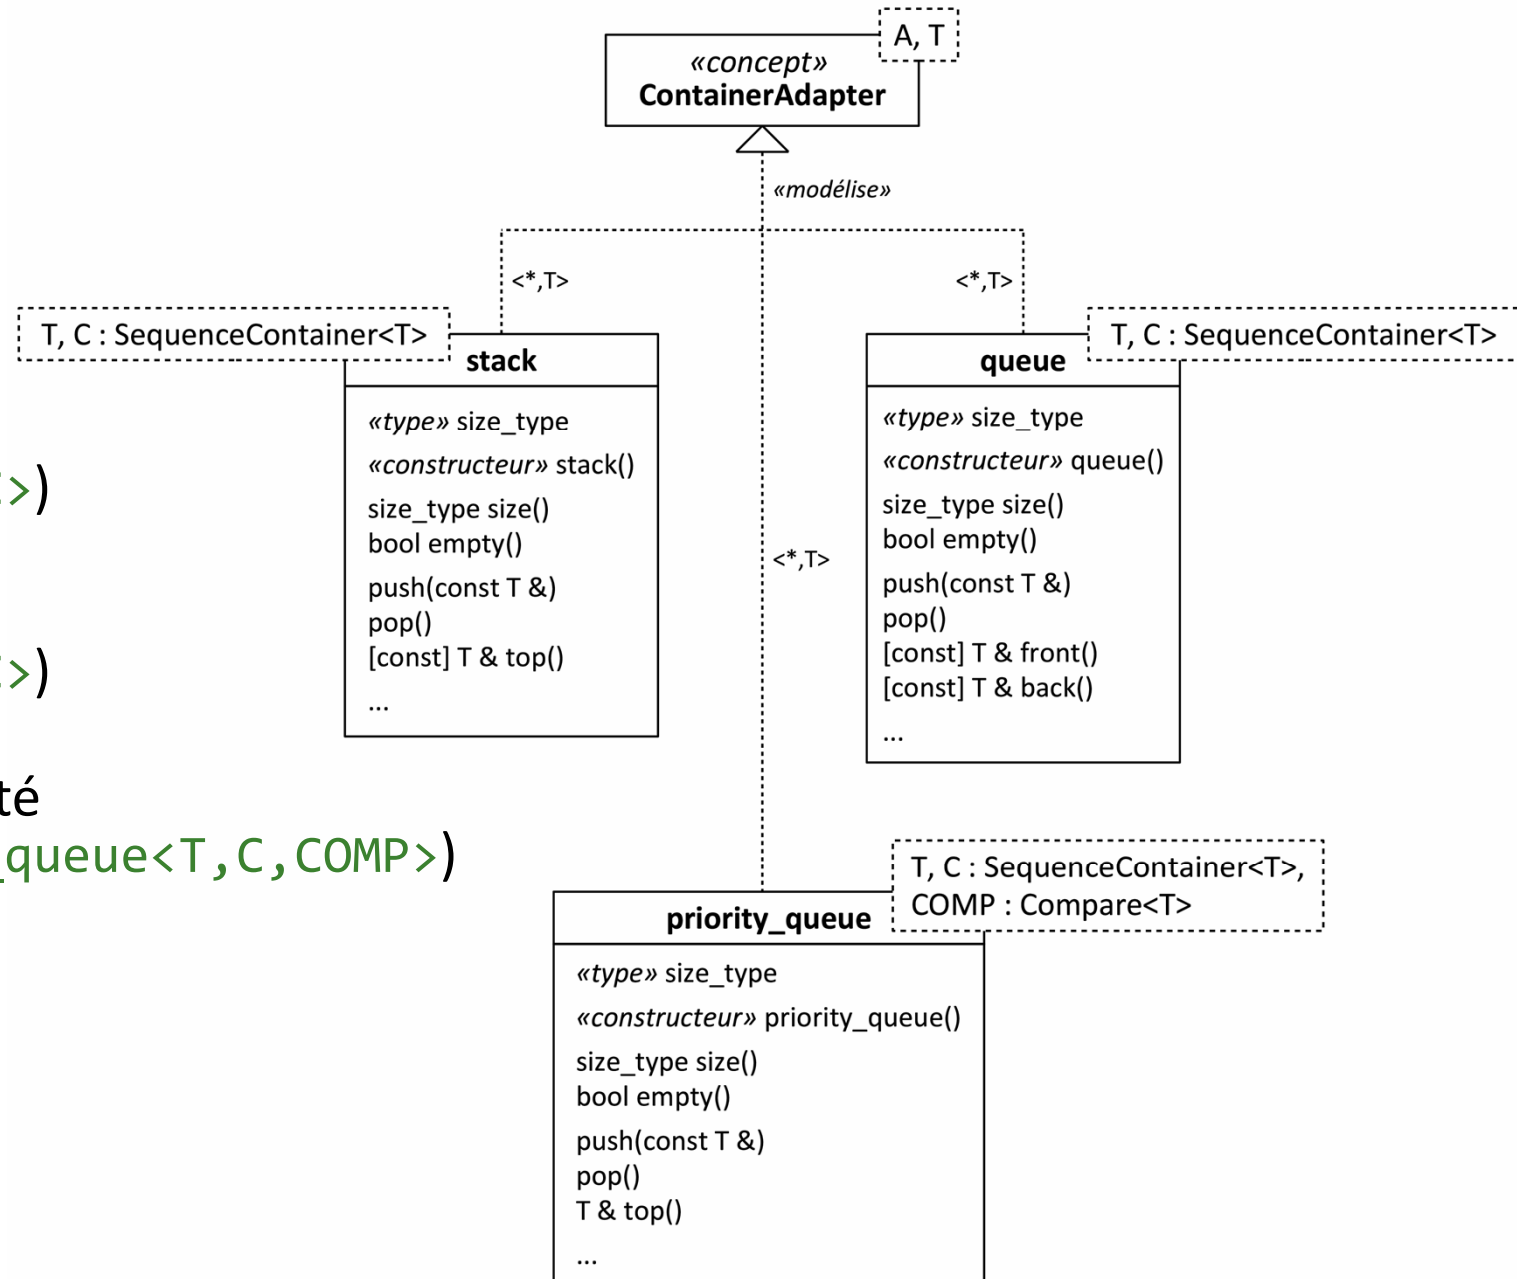 A, T
«concept»
ContainerAdapter
«modélise»
<*,T>
<*,T>
T, C : SequenceContainer<T>
stack
«type» size_type
«constructeur» stack()
size_type size()
bool empty()
push(const T &)
pop()
[const] T & top()
...
T, C : SequenceContainer<T>
queue
«type» size_type
«constructeur» queue()
size_type size()
bool empty()
push(const T &)
pop()
[const] T & front()
[const] T & back()
...
<*,T>
>)
>)
té
_queue<T,C,COMP>)
T, C : SequenceContainer<T>,
COMP : Compare<T>
priority_queue
«type» size_type
«constructeur» priority_queue()
size_type size()
bool empty()
push(const T &)
pop()
T & top()
...